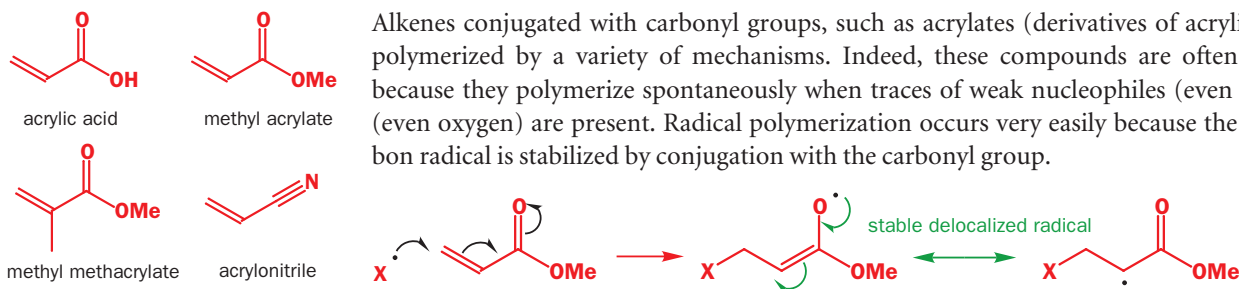 O
OH
acrylic acid
O
OMe
methyl acrylate
O
OMe
methyl methacrylate
N
acrylonitrile
Alkenes conjugated with carbonyl groups, such as acrylates (derivatives of acryli
polymerized by a variety of mechanisms. Indeed, these compounds are often
because they polymerize spontaneously when traces of weak nucleophiles (even
(even oxygen) are present. Radical polymerization occurs very easily because the
bon radical is stabilized by conjugation with the carbonyl group.
X
O
OMe
X
O
OMe
stable delocalized radical
X
O
OMe